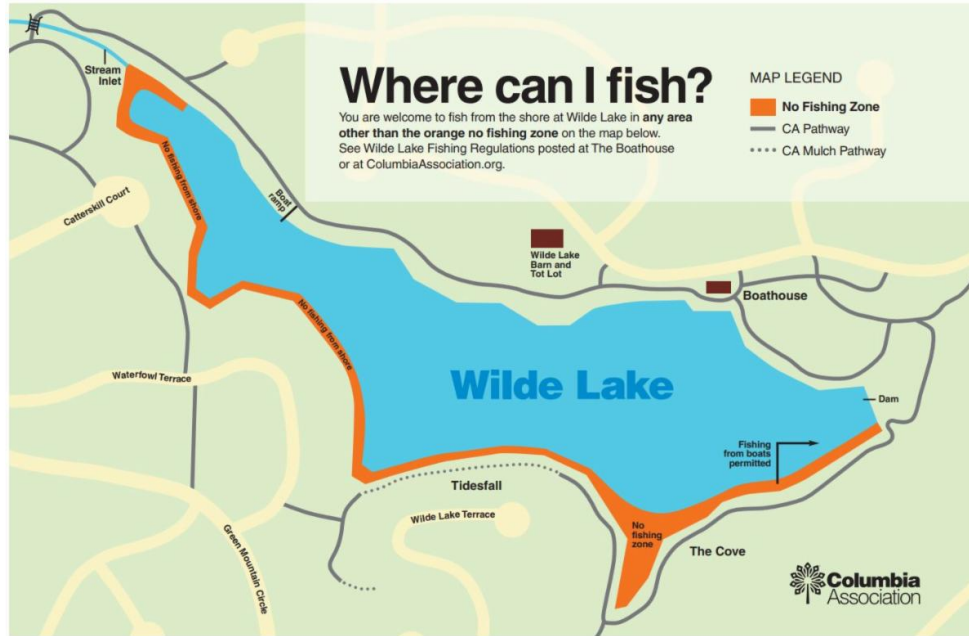 Where can I fish?
You are welcome to fish from the shore at Wilde Lake in any area
other than the orange no fishing zone on the map below.
See Wilde Lake Fishing Regulations posted at The Boathouse
or at ColumbiaAssociation.org.
MAP LEGEND
No Fishing Zone
CA Pathway
CA Mulch Pathway
Stream
Inlet
No fishing from shore
Catterskill Court
Boat
ramp
Wilde Lake
Barn and
Tot Lot
Boathouse
No fishing from shore
Waterfowl Terrace
Wilde Lake
Dam
Fishing
from boats
permitted
Tidesfall
Wilde Lake Terrace
No
fishing
zone
The Cove
Green Mountain Circle
Columbia
Association